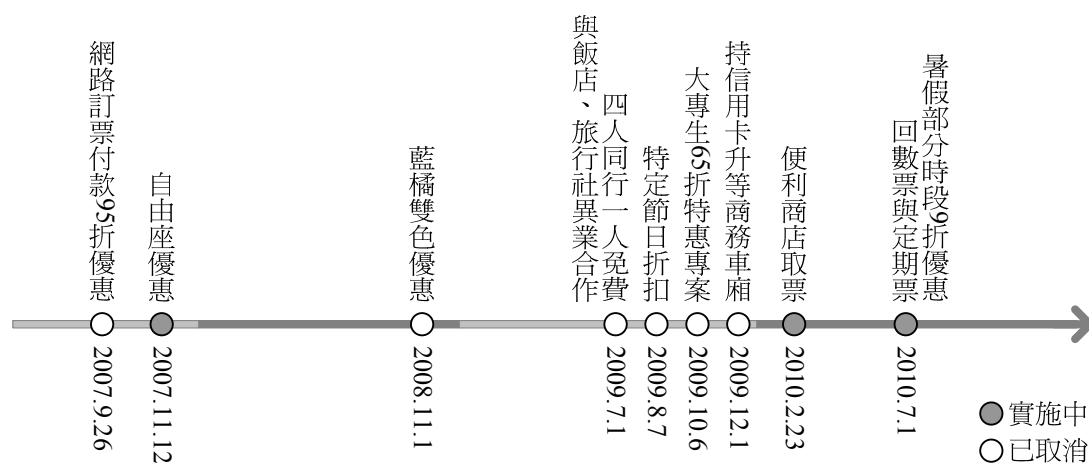 網路訂票付款95折優惠
2007.9.26
自由座優惠
2007.11.12
藍橘雙色優惠
2008.11.1
與飯店、旅行社異業合作
四人同行一人免費
2009.7.1
特定節日折扣
2009.8.7
大專生65折特惠專案
2009.10.6
持信用卡升等商務車廂
2009.12.1
便利商店取票
2010.2.23
回數票與定期票
暑假部分時段9折優惠
2010.7.1
實施中
已取消